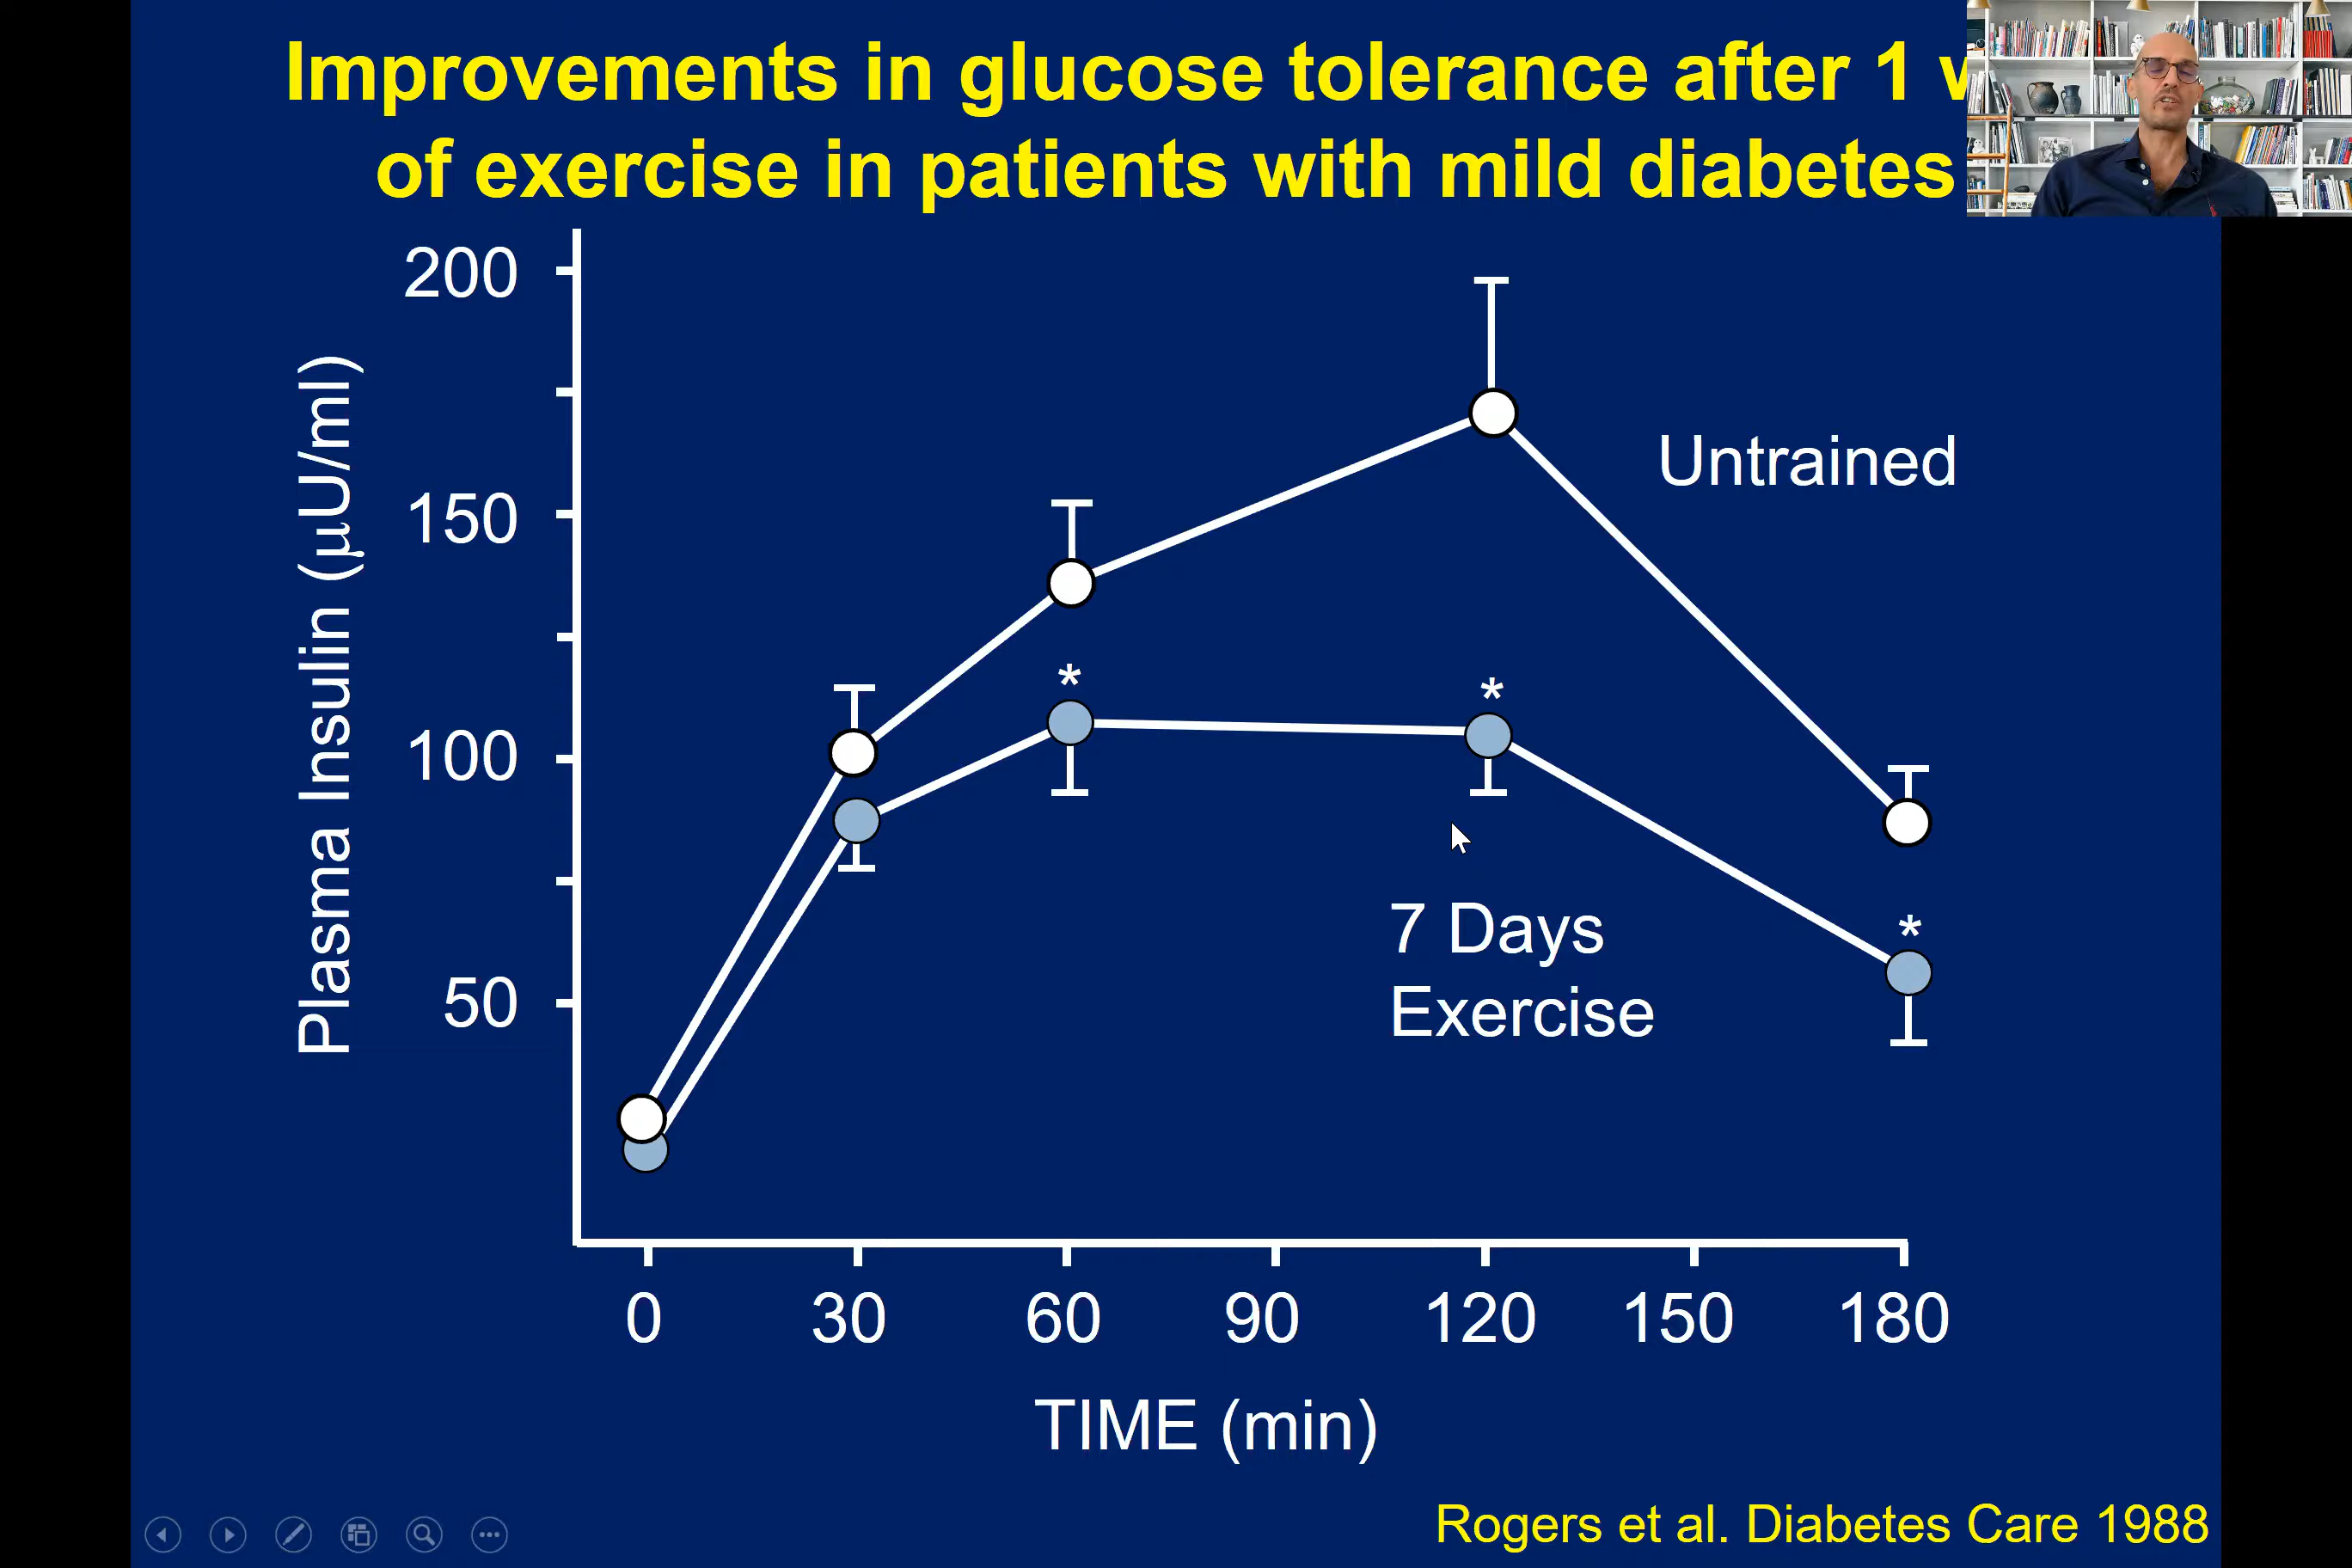 Improvements in glucose tolerance after 1
of exercise in patients with mild diabetes
200
150
100
50
Plasma Insulin (μU/ml)
Untrained
*
*
*
7 Days
Exercise
0 30 60 90 120 150 180
TIME (min)
Rogers et al. Diabetes Care 1988